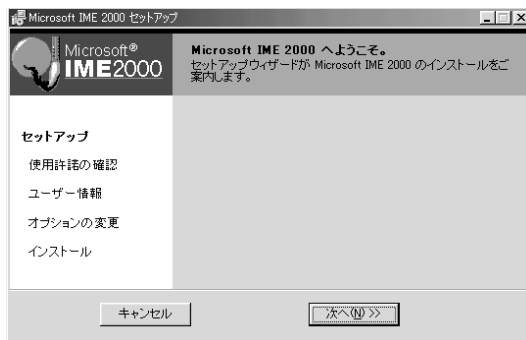 Microsoft IME 2000 セットアップ
Microsoft®
IME2000
Microsoft IME 2000 へようこそ。
セットアップウィザードが Microsoft IME 2000 のインストールをご
案内します。
セットアップ
使用許諾の確認
ユーザー情報
オプションの変更
インストール
キャンセル
次へ(N) >>